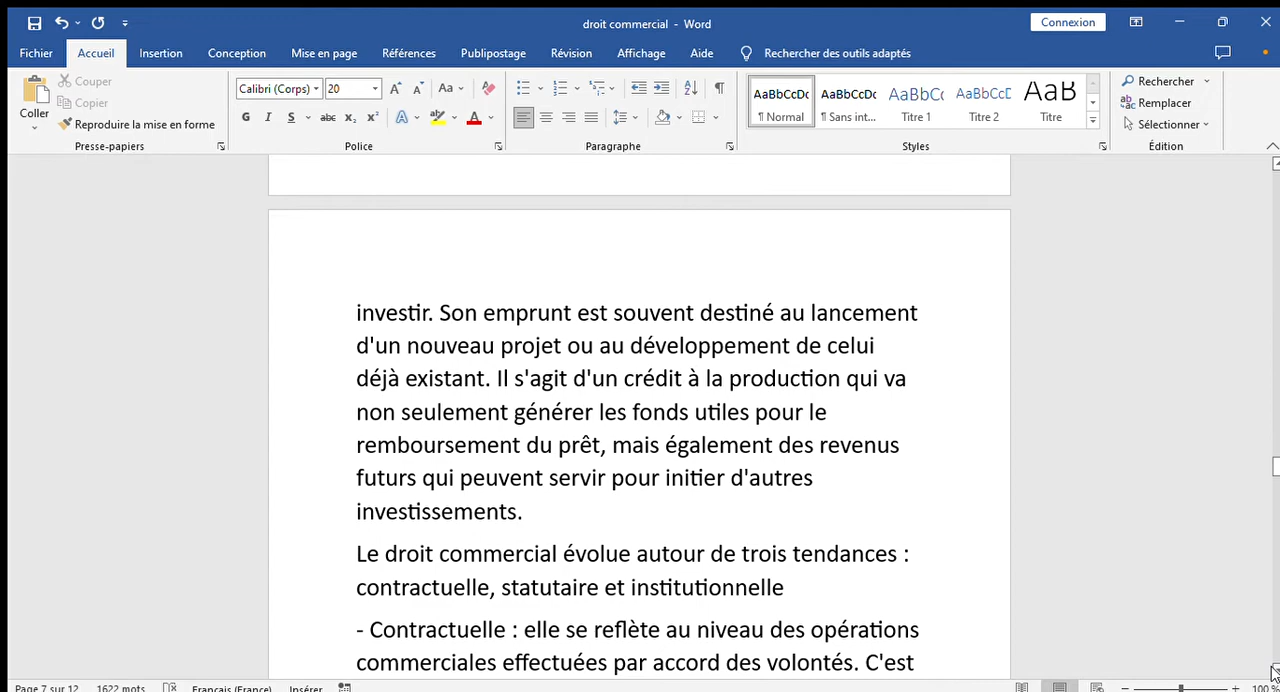 droit commercial - Word
Connexion
Fichier Accueil Insertion Conception Mise en page Références Publipostage Révision Affichage Aide Rechercher des outils adaptés
Coller
Couper
Copier
Reproduire la mise en forme
Presse-papiers
Calibri (Corps) 20
Aa
G I S abc x₂ x² A ab A
Police
Paragraphe
AaBbCcDc AaBbCcDc AaBbCc AaBbCcD AaB
¶ Normal ¶ Sans int... Titre 1 Titre 2 Titre
Styles
Rechercher
Remplacer
Sélectionner
Édition
investir. Son emprunt est souvent destiné au lancement
d'un nouveau projet ou au développement de celui
déjà existant. Il s'agit d'un crédit à la production qui va
non seulement générer les fonds utiles pour le
remboursement du prêt, mais également des revenus
futurs qui peuvent servir pour initier d'autres
investissements.
Le droit commercial évolue autour de trois tendances :
contractuelle, statutaire et institutionnelle
- Contractuelle : elle se reflète au niveau des opérations
commerciales effectuées par accord des volontés. C'est
Page 7 sur 12 1622 mots Français (France) Insérer 100 %